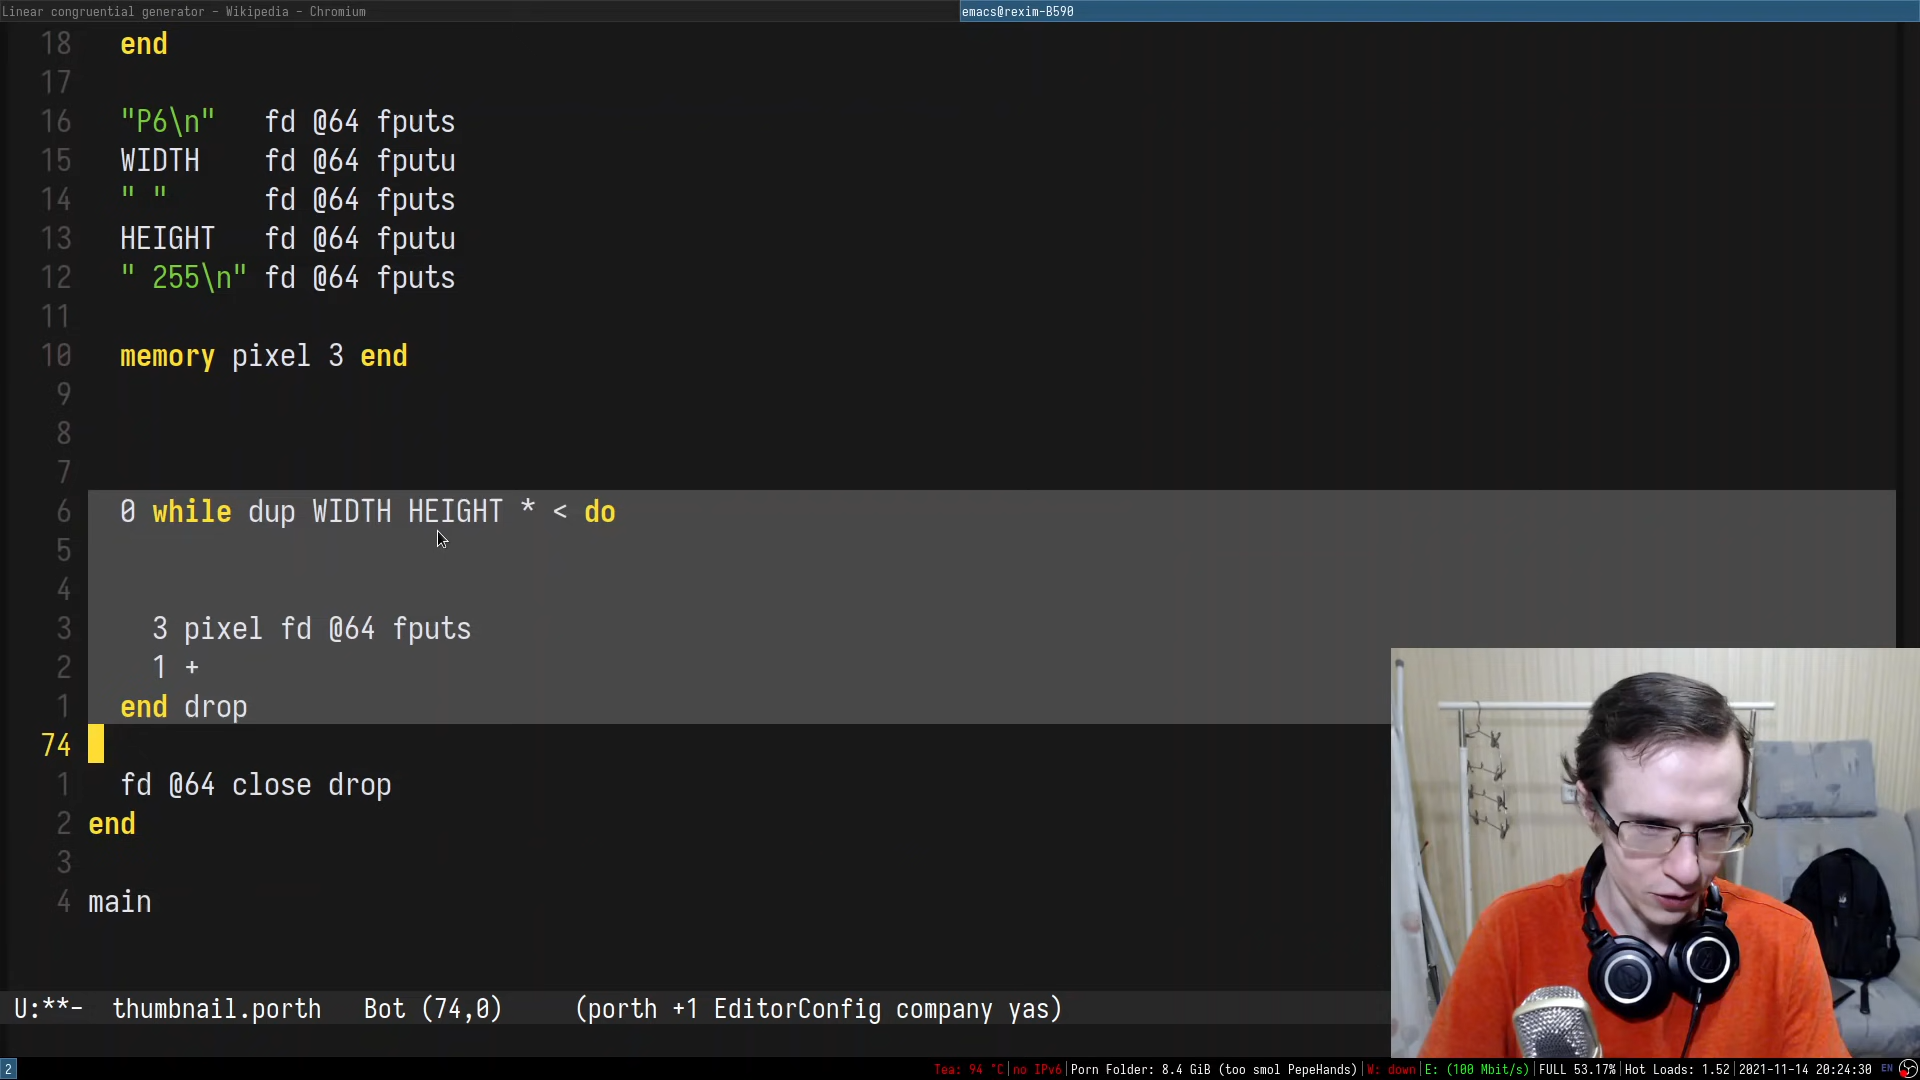 Linear congruential generator - Wikipedia - Chromium
emacs@rexim-B590
18 end
17
16 "P6\n" fd @64 fputs
15 WIDTH fd @64 fputu
14 " " fd @64 fputs
13 HEIGHT fd @64 fputu
12 " 255\n" fd @64 fputs
11
10 memory pixel 3 end
9
8
7
6 0 while dup WIDTH HEIGHT * < do
5
4
3 3 pixel fd @64 fputs
2 1 +
1 end drop
74
1 fd @64 close drop
2 end
3
4 main
U:**- thumbnail.porth Bot (74,0) (porth +1 EditorConfig company yas)
2 Tea: 94 °C|no IPv6|Porn Folder: 8.4 GiB (too smol PepeHands)|W: down|E: (100 Mbit/s)|FULL 53.17%|Hot Loads: 1.52|2021-11-14 20:24:30 EN